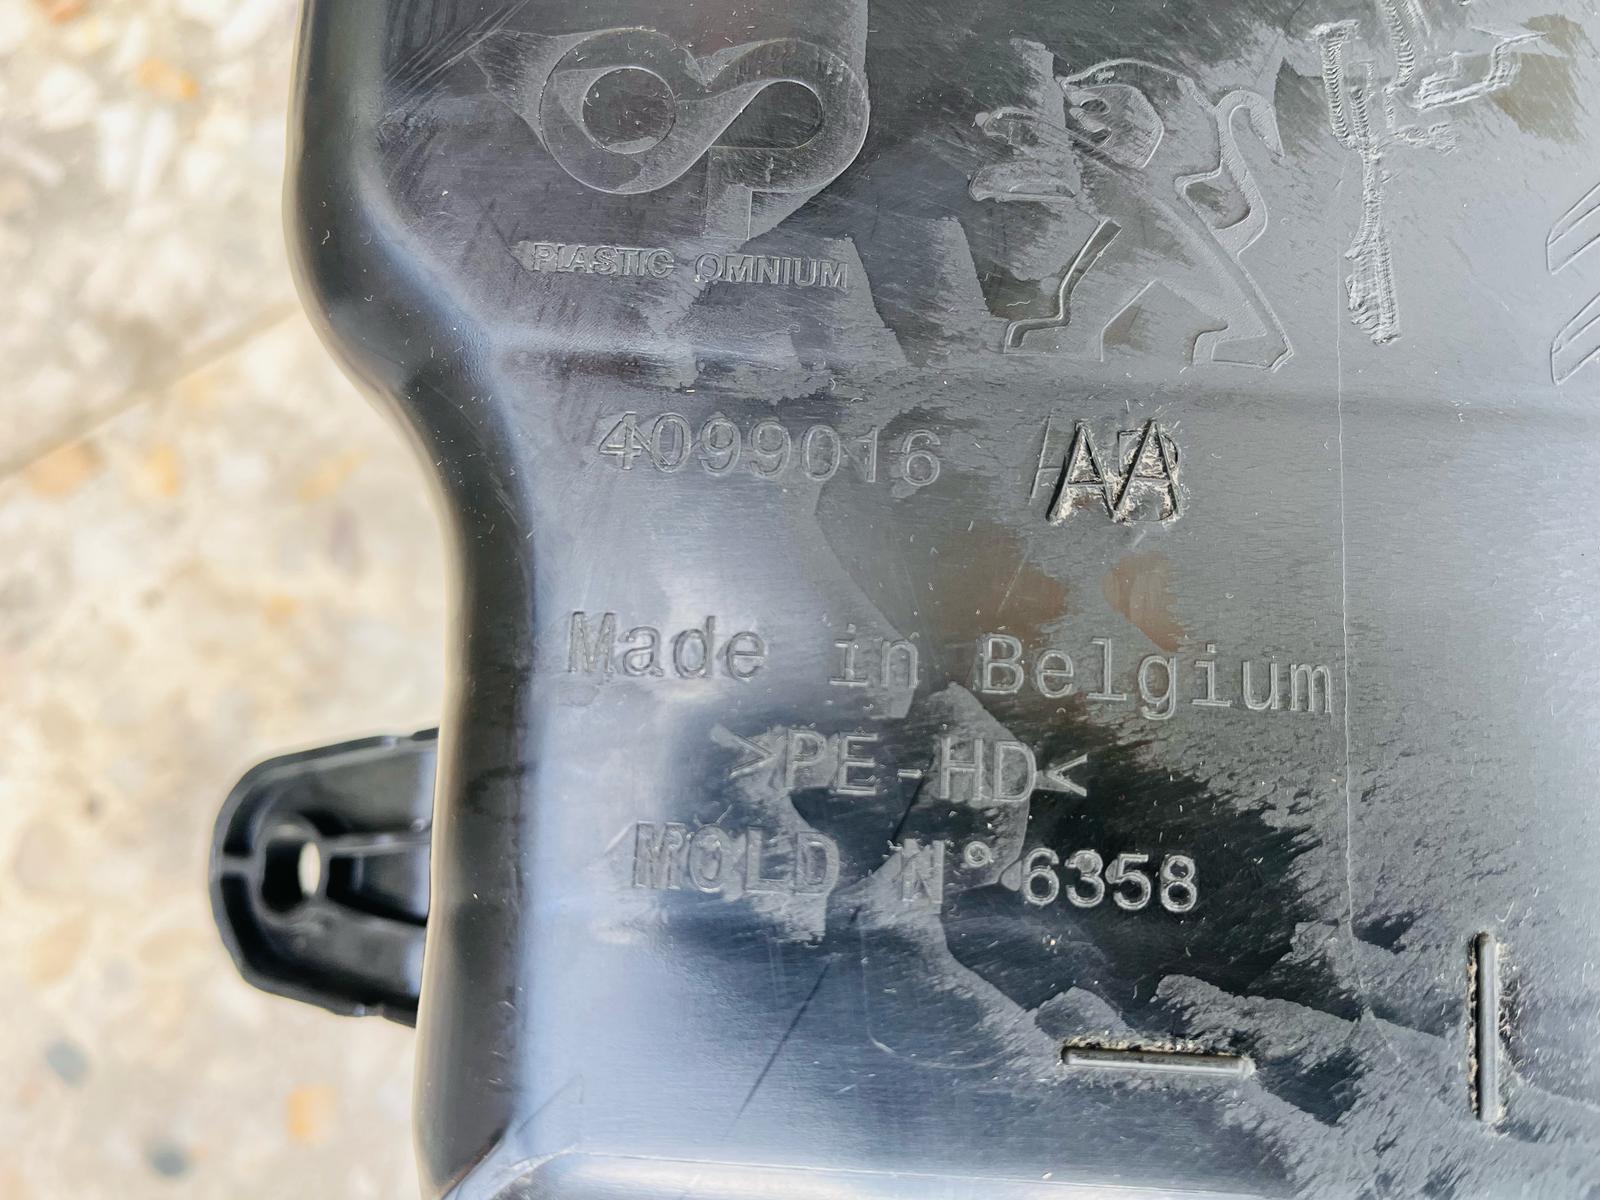 PLASTIC OMNIUM
4099016 AA
Made in Belgium
>PE-HD<
MOLD N° 6358